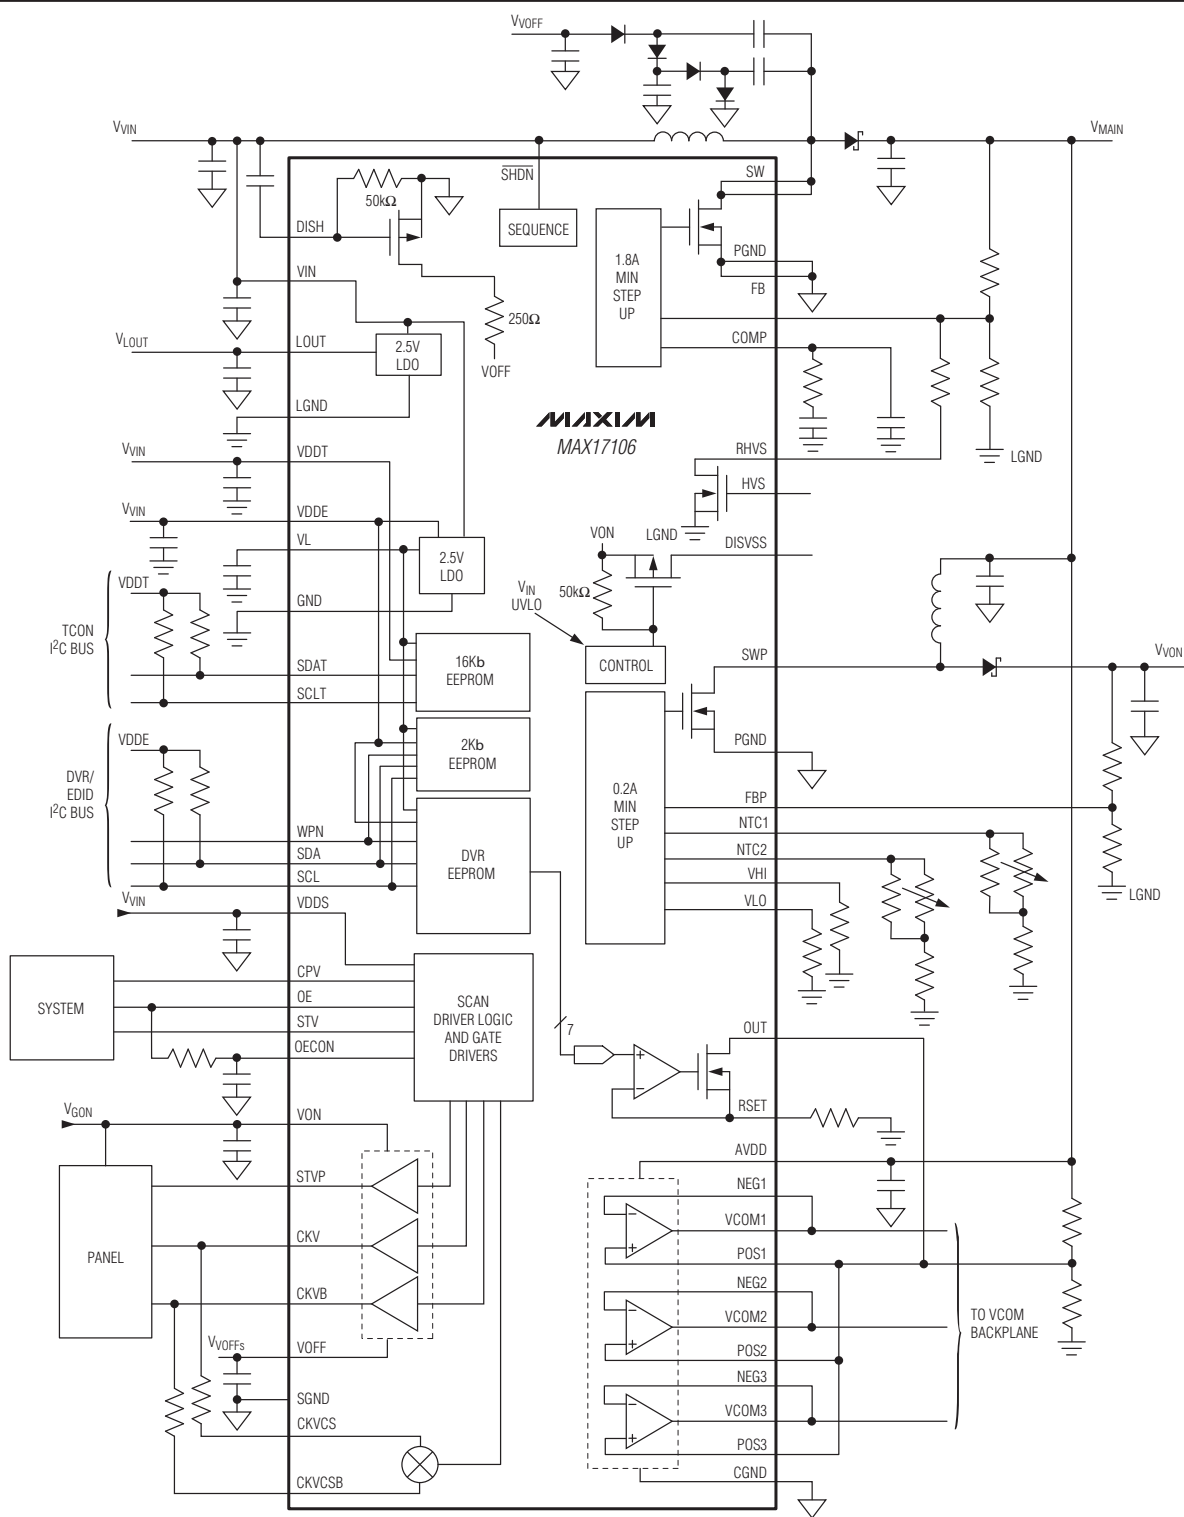 VVOFF
VVIN
VMAIN
SHDN
SW
50kΩ
DISH
SEQUENCE
1.8A
MIN
STEP
UP
PGND
FB
VIN
250Ω
VLOUT
LOUT
2.5V
LDO
VOFF
COMP
LGND
MAXIM
MAX17106
VVIN
VDDT
RHVS
LGND
HVS
VVIN
VDDE
VON
LGND
DISVSS
VL
2.5V
LDO
VDDT
50kΩ
VIN
UVLO
GND
TCON
I2C BUS
16Kb
EEPROM
CONTROL
SWP
VVON
SDAT
SCLT
VDDE
2Kb
EEPROM
PGND
DVR/
EDID
I2C BUS
0.2A
MIN
STEP
UP
FBP
WPN
NTC1
SDA
DVR
EEPROM
NTC2
SCL
VHI
VVIN
VDDS
VLO
LGND
SYSTEM
CPV
OE
STV
OECON
SCAN
DRIVER LOGIC
AND GATE
DRIVERS
7
OUT
+
−
RSET
VGON
VON
AVDD
PANEL
STVP
NEG1
−
VCOM1
+
POS1
CKV
NEG2
−
VCOM2
+
POS2
CKVB
TO VCOM
BACKPLANE
VVOFFs
VOFF
NEG3
SGND
−
VCOM3
CKVCS
+
POS3
CGND
CKVCSB